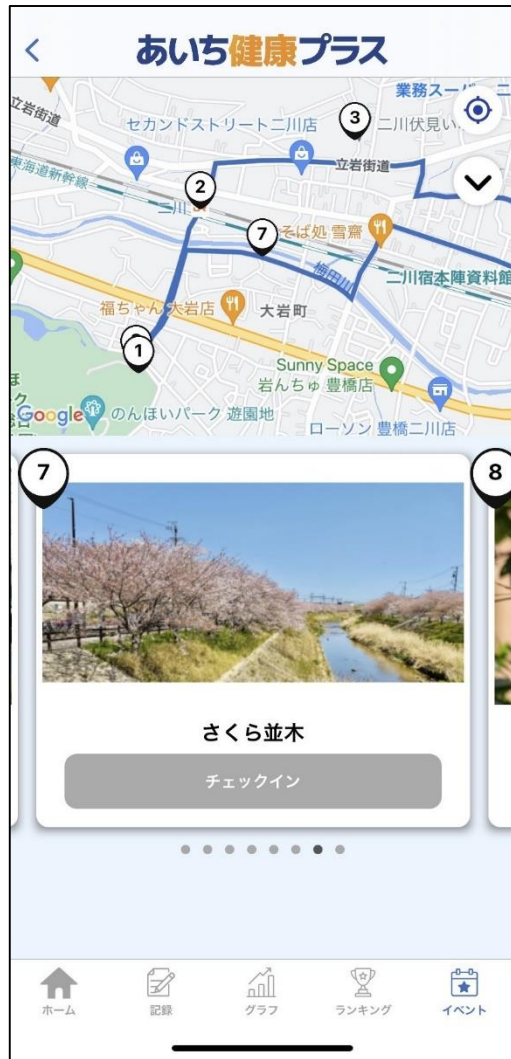 あいち健康プラス
業務スーパー 二
立岩街道
3
セカンドストリート二川店
二川伏見い
立岩街道
東海道新幹線
2
二川
7
そば処 雪齋
梅田川
二川宿本陣資料館
福ちゃん 大岩店
大岩町
1
Sunny Space
岩んちゅ 豊橋店
Google
のんほいパーク 遊園地
ローソン 豊橋二川店
7
8
さくら並木
チェックイン
ホーム
記録
グラフ
ランキング
イベント